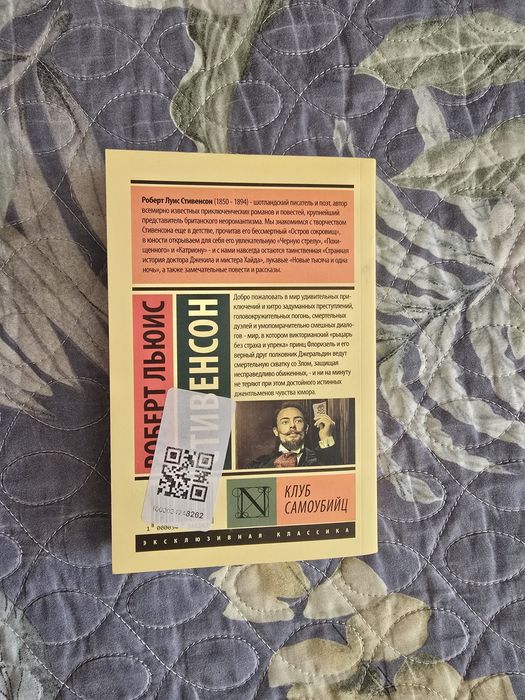 Роберт Луис Стивенсон (1850 - 1894) - шотландский писатель и поэт, автор
всемирно известных приключенческих романов и повестей, крупнейший
представитель британского неоромантизма. Мы знакомимся с творчеством
Стивенсона еще в детстве, прочитав его бессмертный «Остров сокровищ»,
в юности открываем для себя его увлекательную «Черную стрелу», «Похи-
щенного» и «Катриону» - и с нами навсегда остаются таинственная «Странная
история доктора Джекила и мистера Хайда», лукавые «Новые тысяча и одна
ночь», а также замечательные повести и рассказы.
РОБЕРТ ЛЬЮИС
СТИВЕНСОН
Добро пожаловать в мир удивительных при-
ключений и хитро задуманных преступлений,
головокружительных погонь, смертельных
дуэлей и умопомрачительно смешных диало-
гов - мир, в котором викторианский «рыцарь
без страха и упрека» принц Флоризель и его
верный друг полковник Джеральдин ведут
смертельную схватку со Злом, защищая
несправедливо обиженных, - и ни на минуту
не теряют при этом достойного истинных
джентльменов чувства юмора.
N
КЛУБ
САМОУБИЙЦ
ЭКСКЛЮЗИВНАЯ КЛАССИКА